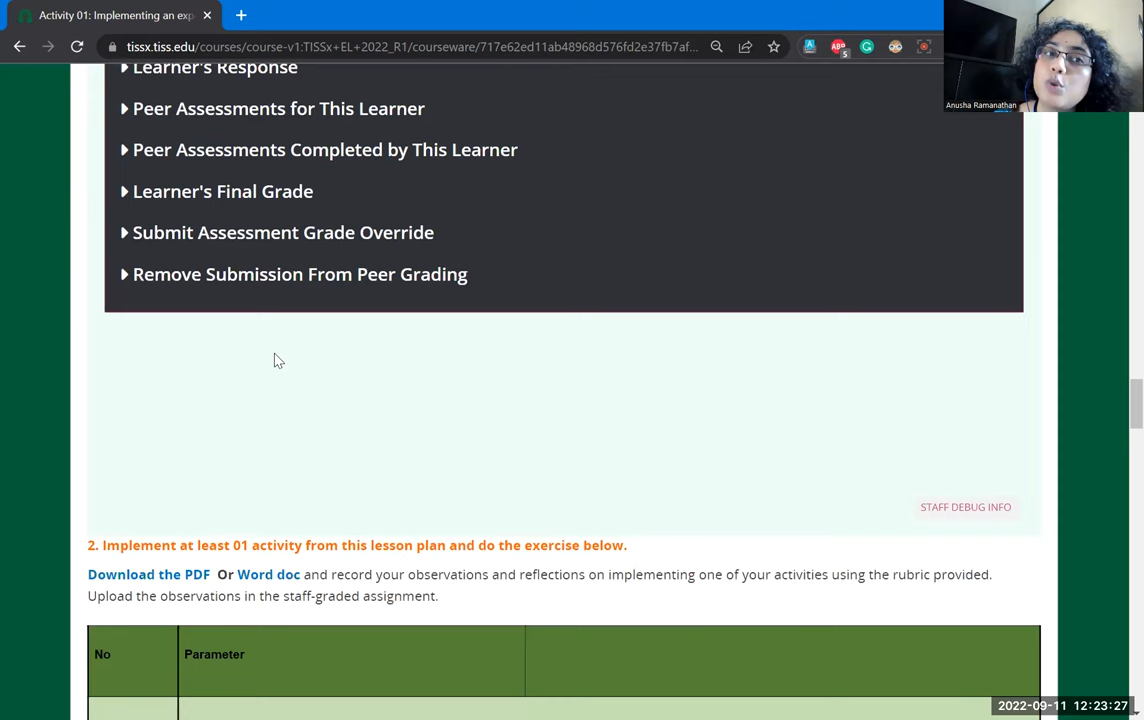 Activity 01: Implementing an exp
tissx.tiss.edu/courses/course-v1:TISSx+EL+2022_R1/courseware/717e62ed11ab48968d576fd2e37fb7af...
ABP
5
Anusha Ramanathan
Learner's Response
Peer Assessments for This Learner
Peer Assessments Completed by This Learner
Learner's Final Grade
Submit Assessment Grade Override
Remove Submission From Peer Grading
STAFF DEBUG INFO
2. Implement at least 01 activity from this lesson plan and do the exercise below.
Download the PDF Or Word doc and record your observations and reflections on implementing one of your activities using the rubric provided.
Upload the observations in the staff-graded assignment.
No Parameter
2022-09-11 12:23:27